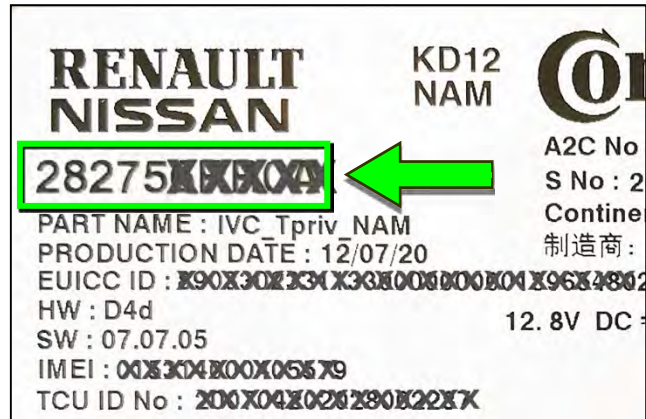 RENAULT
NISSAN
KD12
NAM
28275
A2C No
S No : 2
Contine
制造商 :
12.8V DC =
PART NAME : IVC_Tpriv_NAM
PRODUCTION DATE : 12/07/20
EUICC ID :
HW : D4d
SW : 07.07.05
IMEI :
TCU ID No :